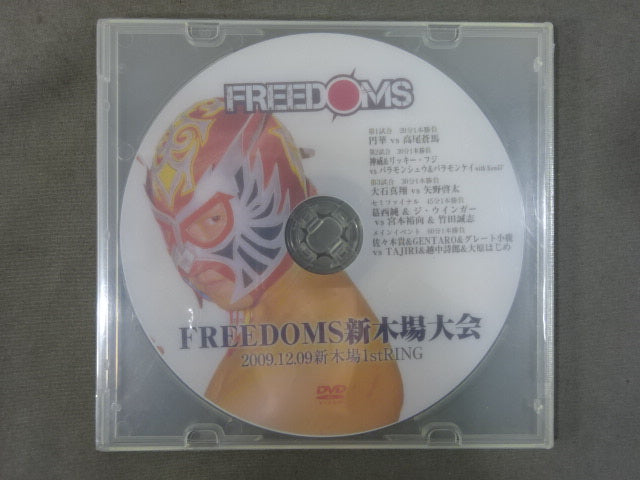 FREEDOMS
第1試合 20分1本勝負
円華 vs 高尾蒼馬
第2試合 30分1本勝負
神威&リッキー・フジ
vs バラモンシュウ&バラモンケイ
第3試合 30分1本勝負
大石真翔 vs 矢野啓太
セミファイナル 45分1本勝負
葛西純 & ジ・ウインガー
vs 宮本裕向 & 竹田誠志
メインイベント 60分1本勝負
佐々木貴&GENTARO&グレート小鹿
vs TAJIRI&越中詩郎&大原はじめ
FREEDOMS新木場大会
2009.12.09新木場1stRING
DVD